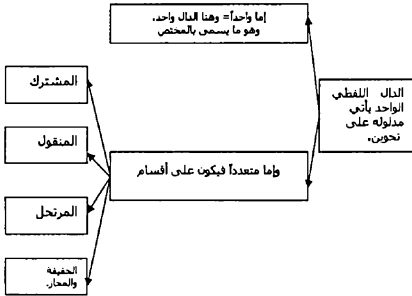 الدال اللفظي
الواحد يأتي
مدلوله على
نحوين.
إما واحداً= وهنا الدال واحد،
وهو ما يسمى بالمختص
وإما متعدداً فيكون على أقسام
المشترك
المنقول
المرتجل
الحقيقة
والمجاز.